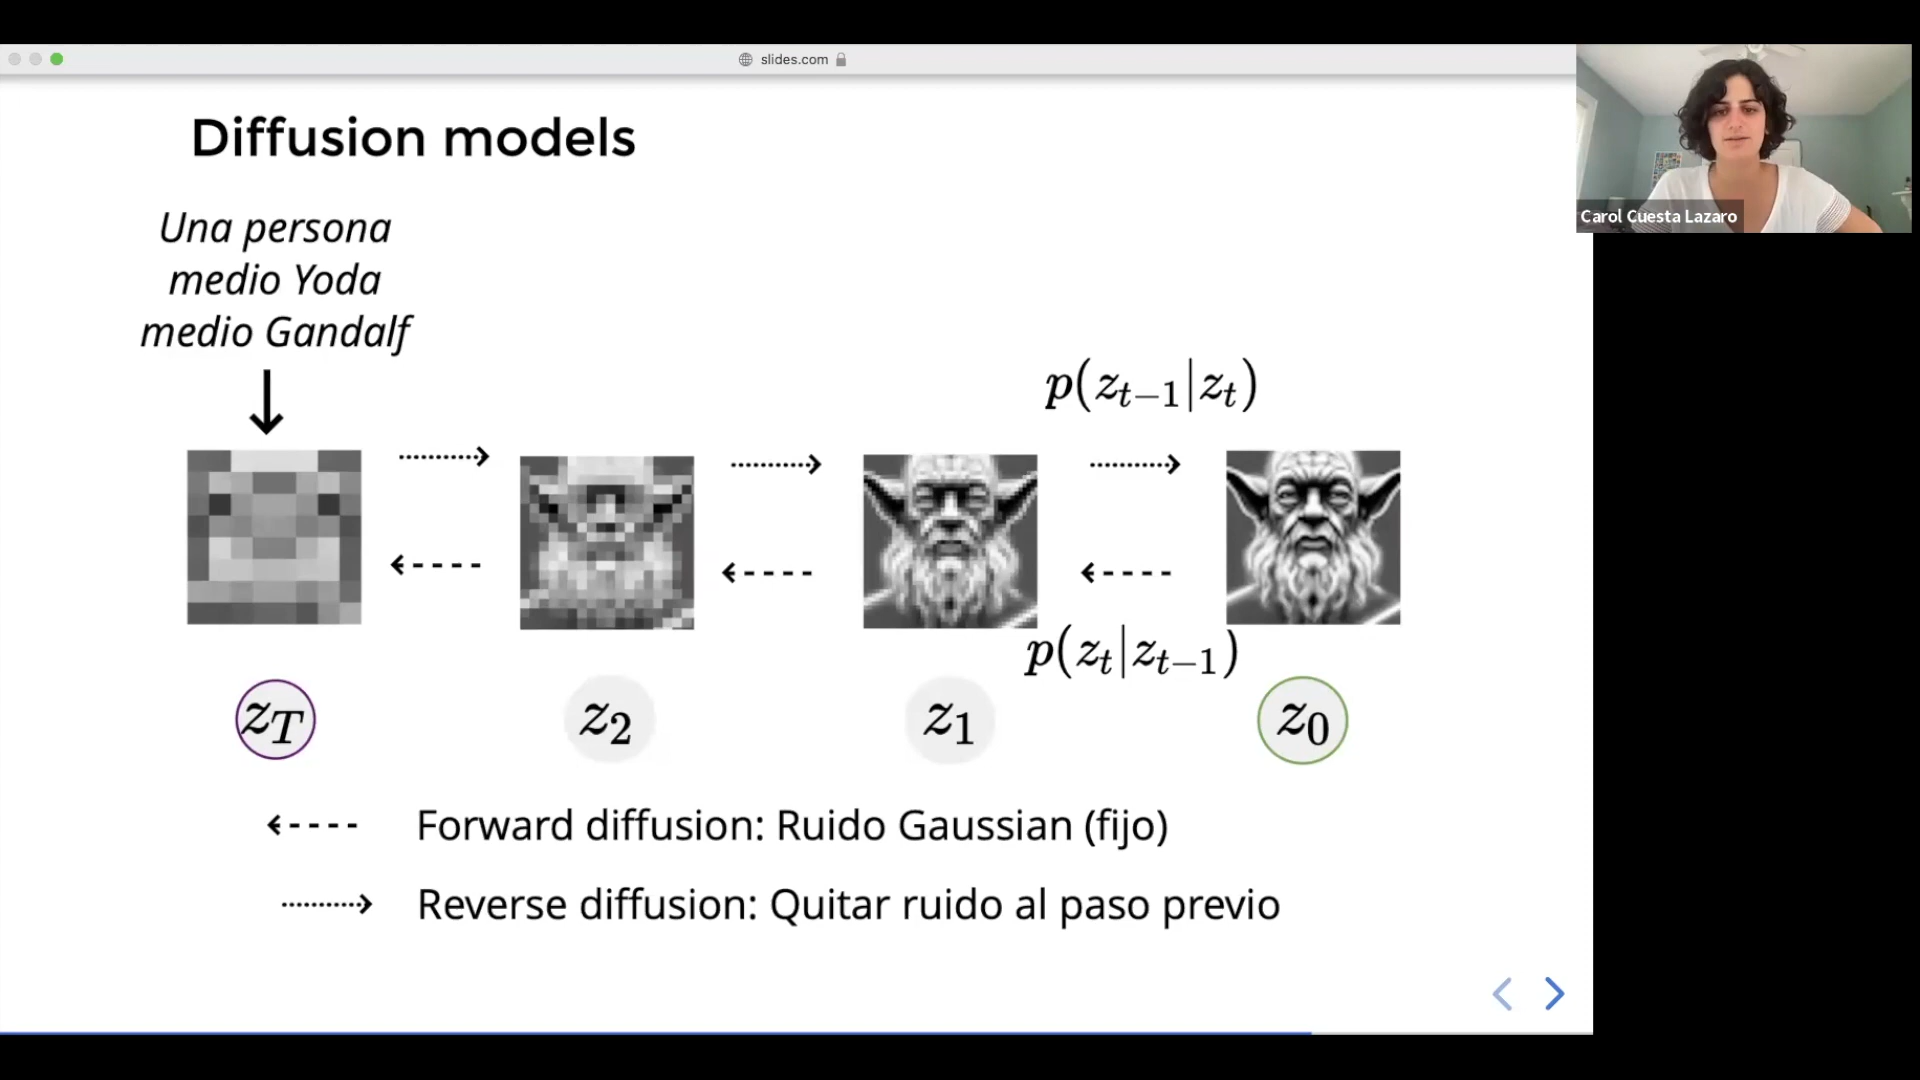 slides.com
Carol Cuesta Lazaro
Diffusion models
Una persona
medio Yoda
medio Gandalf
p(z_{t-1}|z_t)
p(z_t|z_{t-1})
z_T
z_2
z_1
z_0
Forward diffusion: Ruido Gaussian (fijo)
Reverse diffusion: Quitar ruido al paso previo